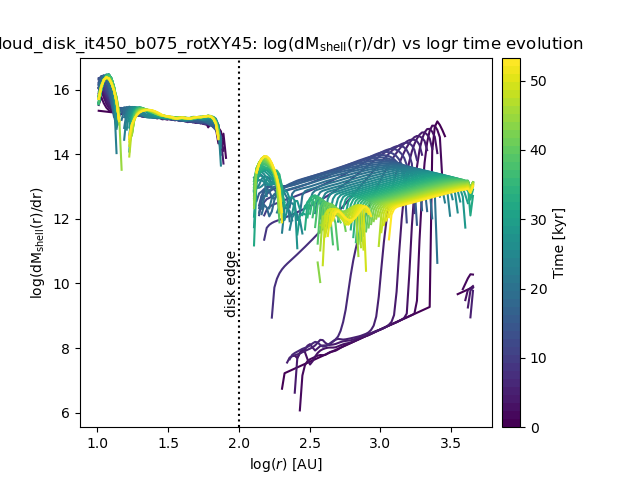 loud_disk_it450_b075_rotXY45: log(dM_shell(r)/dr) vs logr time evolution
log(dM_shell(r)/dr)
16
14
12
10
8
6
disk edge
1.0 1.5 2.0 2.5 3.0 3.5
log(r) [AU]
50
40
30
20
10
0
Time [kyr]